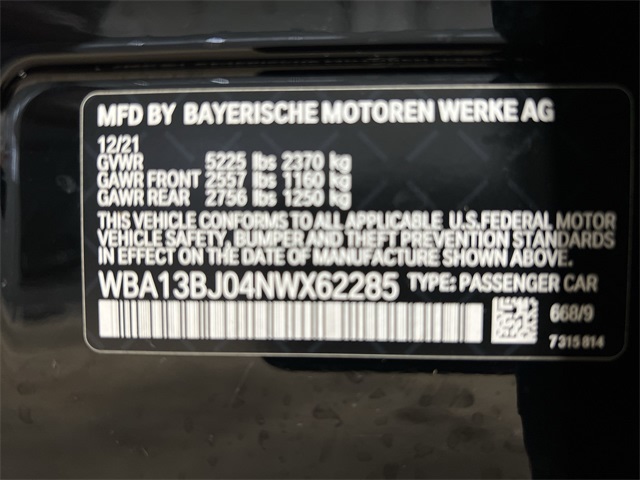 MFD BY BAYERISCHE MOTOREN WERKE AG
12/21
GVWR 5225 lbs 2370 kg
GAWR FRONT 2557 lbs 1160 kg
GAWR REAR 2756 lbs 1250 kg
THIS VEHICLE CONFORMS TO ALL APPLICABLE U.S.FEDERAL MOTOR
VEHICLE SAFETY, BUMPER AND THEFT PREVENTION STANDARDS
IN EFFECT ON THE DATE OF MANUFACTURE SHOWN ABOVE.
WBA13BJ04NWX62285 TYPE: PASSENGER CAR
668/9
7315814